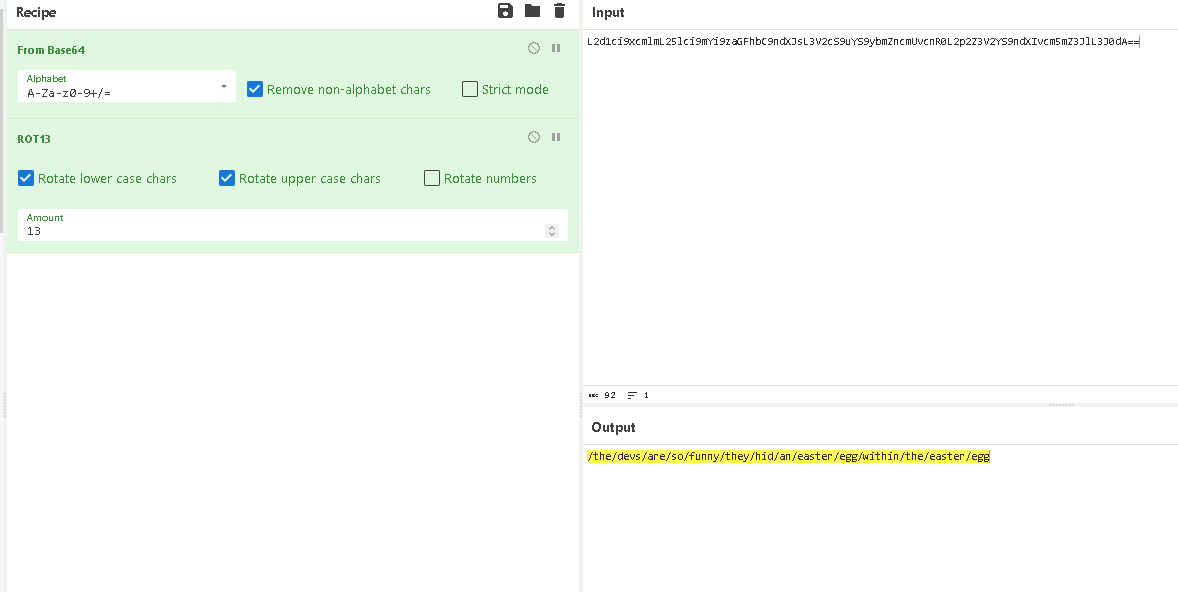 Recipe
From Base64
Alphabet
A-Za-z0-9+/=
Remove non-alphabet chars
Strict mode
ROT13
Rotate lower case chars
Rotate upper case chars
Rotate numbers
Amount
13
Input
L2d1ci9xcmlmL25lci9mYi9zaGFhbC9ndXJsL3V2cS9uYS9ybmZncmUvcnR0L2p2Z3V2YS9ndXIvcm5mZ3JlL3J0dA==
92 1
Output
/the/devs/are/so/funny/they/hid/an/easter/egg/within/the/easter/egg